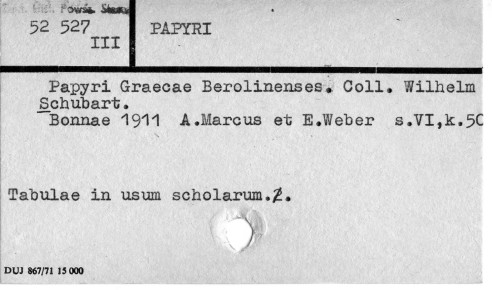 52 527
III
PAPYRI
Papyri Graecae Berolinenses. Coll. Wilhelm
Schubart.
Bonnae 1911 A.Marcus et E.Weber s.VI,k.50
Tabulae in usum scholarum.2.
DUJ 867/71 15 000